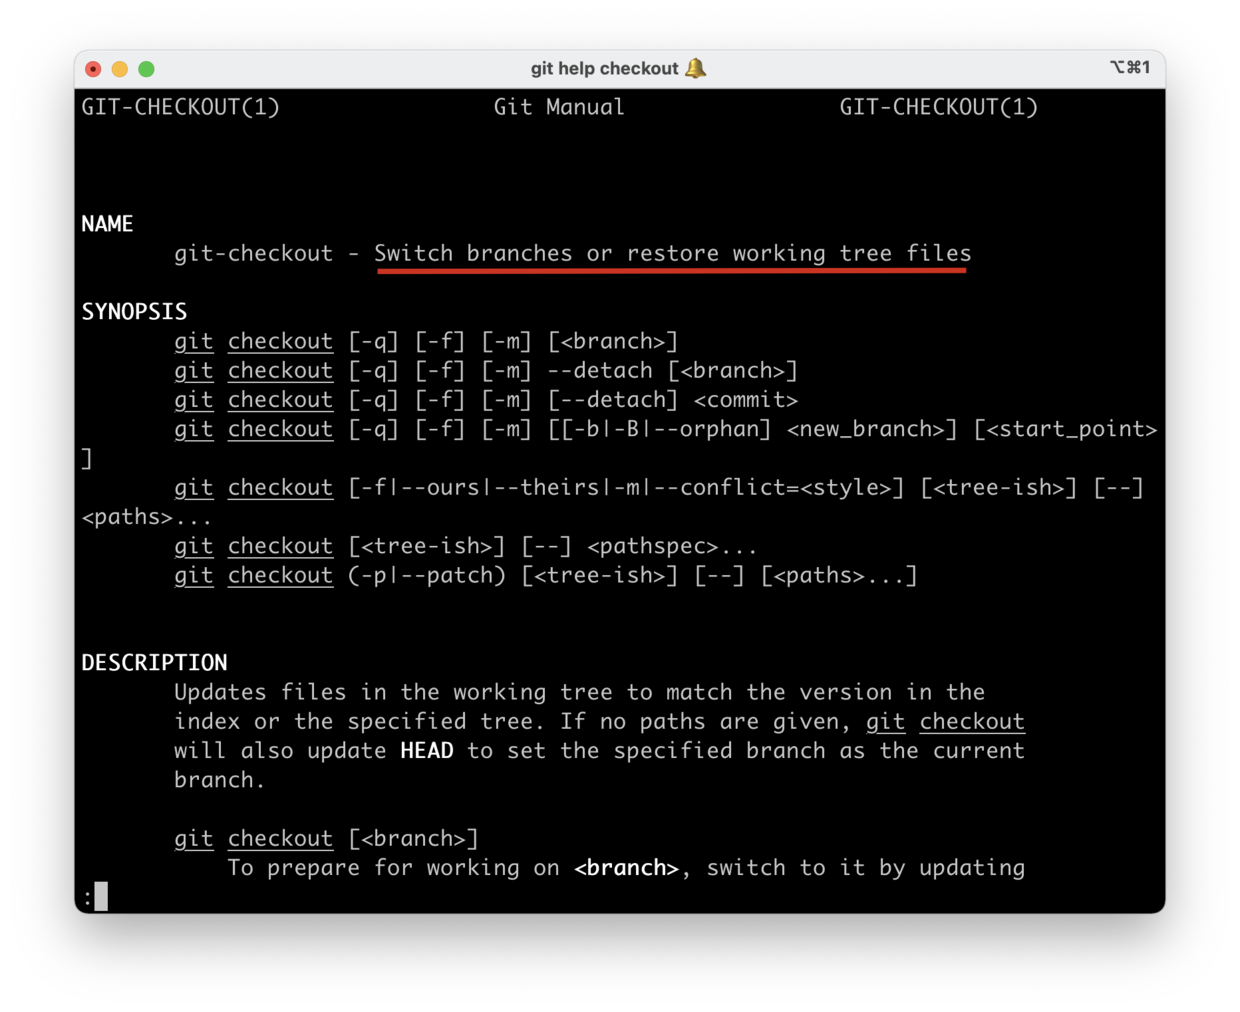 git help checkout 🔔 ⌥⌘1
GIT-CHECKOUT(1) Git Manual GIT-CHECKOUT(1)
NAME
git-checkout - Switch branches or restore working tree files
SYNOPSIS
git checkout [-q] [-f] [-m] [<branch>]
git checkout [-q] [-f] [-m] --detach [<branch>]
git checkout [-q] [-f] [-m] [--detach] <commit>
git checkout [-q] [-f] [-m] [[-b|-B|--orphan] <new_branch>] [<start_point>
]
git checkout [-f|--ours|--theirs|-m|--conflict=<style>] [<tree-ish>] [--]
<paths>...
git checkout [<tree-ish>] [--] <pathspec>...
git checkout (-p|--patch) [<tree-ish>] [--] [<paths>...]
DESCRIPTION
Updates files in the working tree to match the version in the
index or the specified tree. If no paths are given, git checkout
will also update HEAD to set the specified branch as the current
branch.
git checkout [<branch>]
To prepare for working on <branch>, switch to it by updating
: